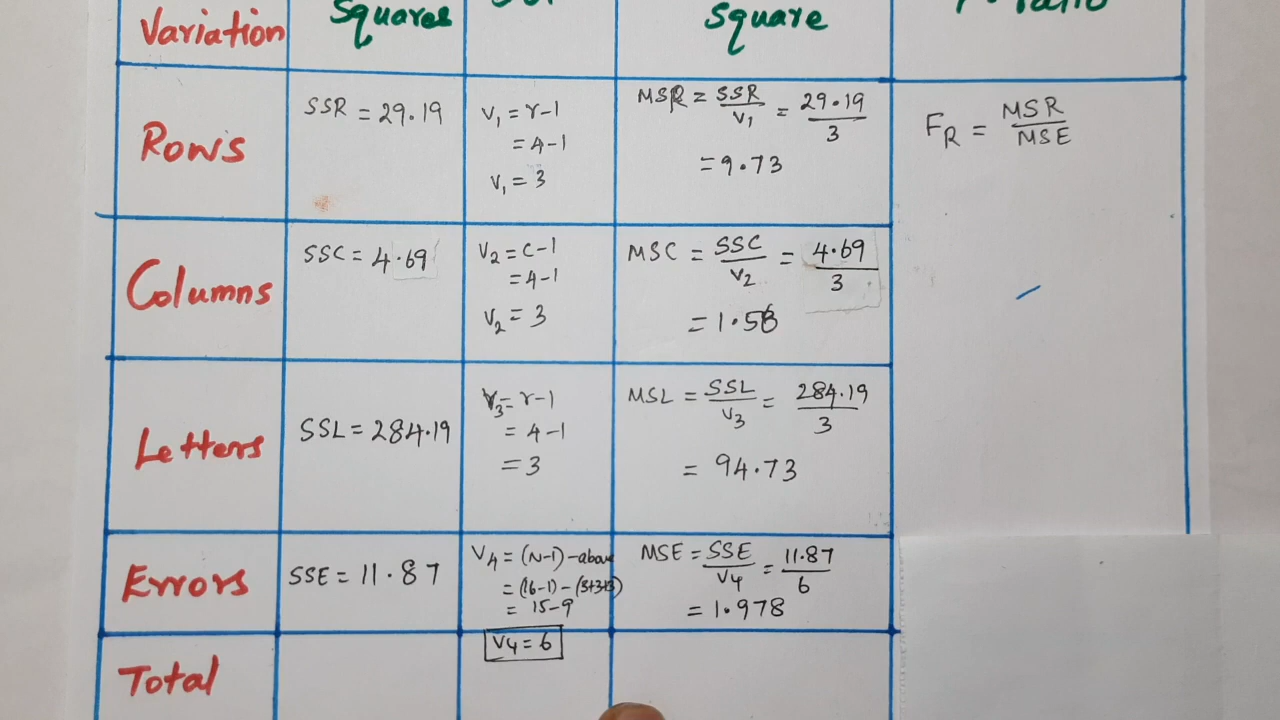 Variation
Squares
Square
Rows
SSR = 29.19
V₁ = r-1
= 4-1
V₁ = 3
MSR = SSR/V₁ = 29.19/3
= 9.73
F_R = MSR/MSE
Columns
SSC = 4.69
V₂ = c-1
= 4-1
V₂ = 3
MSC = SSC/V₂ = 4.69/3
= 1.56
Letters
SSL = 284.19
V₃ = r-1
= 4-1
= 3
MSL = SSL/V₃ = 284.19/3
= 94.73
Errors
SSE = 11.87
V₄ = (N-1) - above
= (16-1) - (3+3+3)
= 15-9
V₄ = 6
MSE = SSE/V₄ = 11.87/6
= 1.978
Total